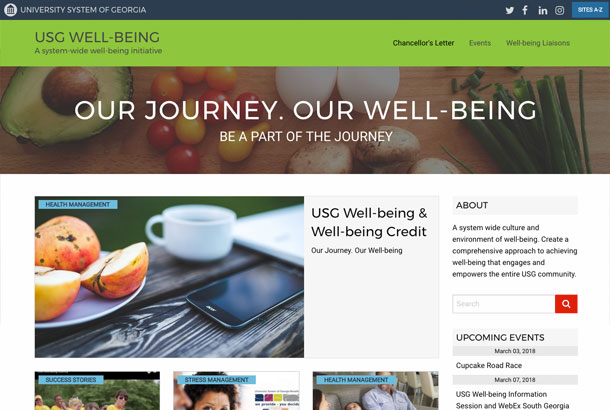 UNIVERSITY SYSTEM OF GEORGIA
SITES A-Z
USG WELL-BEING
A system-wide well-being initiative
Chancellor's Letter
Events
Well-being Liaisons
OUR JOURNEY. OUR WELL-BEING
BE A PART OF THE JOURNEY
HEALTH MANAGEMENT
USG Well-being &
Well-being Credit
Our Journey. Our Well-being
ABOUT
A system wide culture and
environment of well-being. Create a
comprehensive approach to achieving
well-being that engages and
empowers the entire USG community.
Search
UPCOMING EVENTS
March 03, 2018
Cupcake Road Race
March 07, 2018
USG Well-being Information
Session and WebEx South Georgia
SUCCESS STORIES
STRESS MANAGEMENT
HEALTH MANAGEMENT